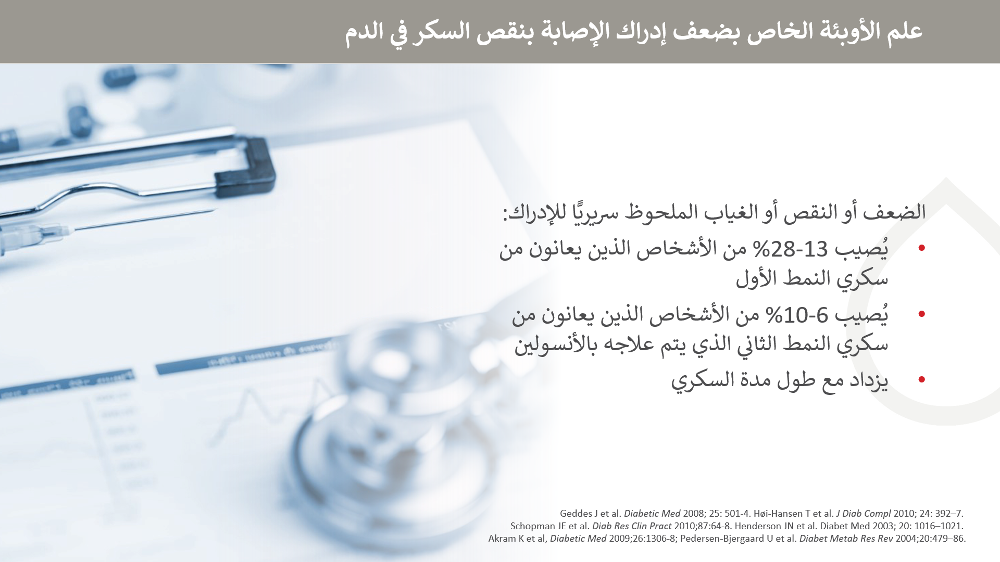 علم الأوبئة الخاص بضعف إدراك الإصابة بنقص السكر في الدم
الضعف أو النقص أو الغياب الملحوظ سريريًّا للإدراك:
• يُصيب 13-28% من الأشخاص الذين يعانون من
سكري النمط الأول
• يُصيب 6-10% من الأشخاص الذين يعانون من
سكري النمط الثاني الذي يتم علاجه بالأنسولين
• يزداد مع طول مدة السكري
Geddes J et al. Diabetic Med 2008; 25: 501-4. Høi-Hansen T et al. J Diab Compl 2010; 24: 392–7.
Schopman JE et al. Diab Res Clin Pract 2010;87:64-8. Henderson JN et al. Diabet Med 2003; 20: 1016–1021.
Akram K et al, Diabetic Med 2009;26:1306-8; Pedersen-Bjergaard U et al. Diabet Metab Res Rev 2004;20:479–86.